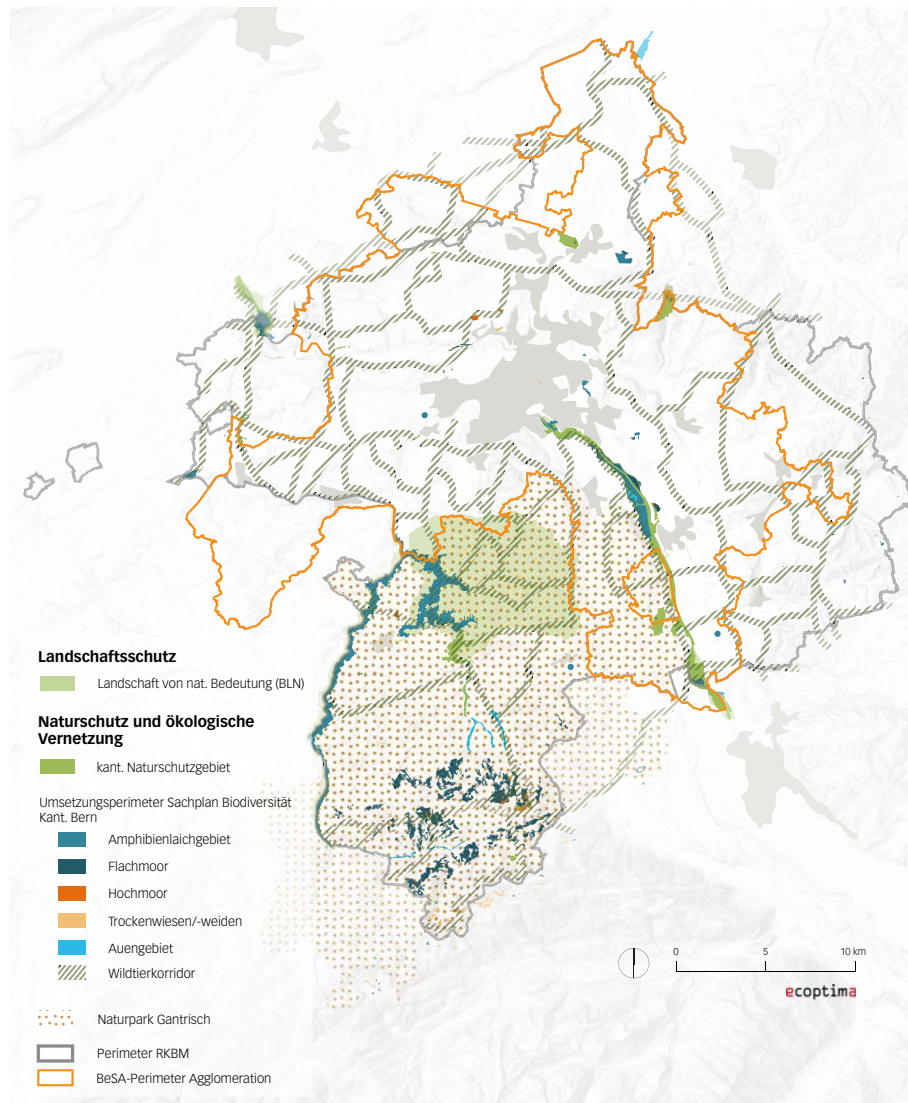 Landschaftsschutz
Landschaft von nat. Bedeutung (BLN)
Naturschutz und ökologische
Vernetzung
kant. Naturschutzgebiet
Umsetzungsperimeter Sachplan Biodiversität
Kant. Bern
Amphibienlaichgebiet
Flachmoor
Hochmoor
Trockenwiesen/-weiden
Auengebiet
Wildtierkorridor
Naturpark Gantrisch
Perimeter RKBM
BeSA-Perimeter Agglomeration
0 5 10 km
ecoptima